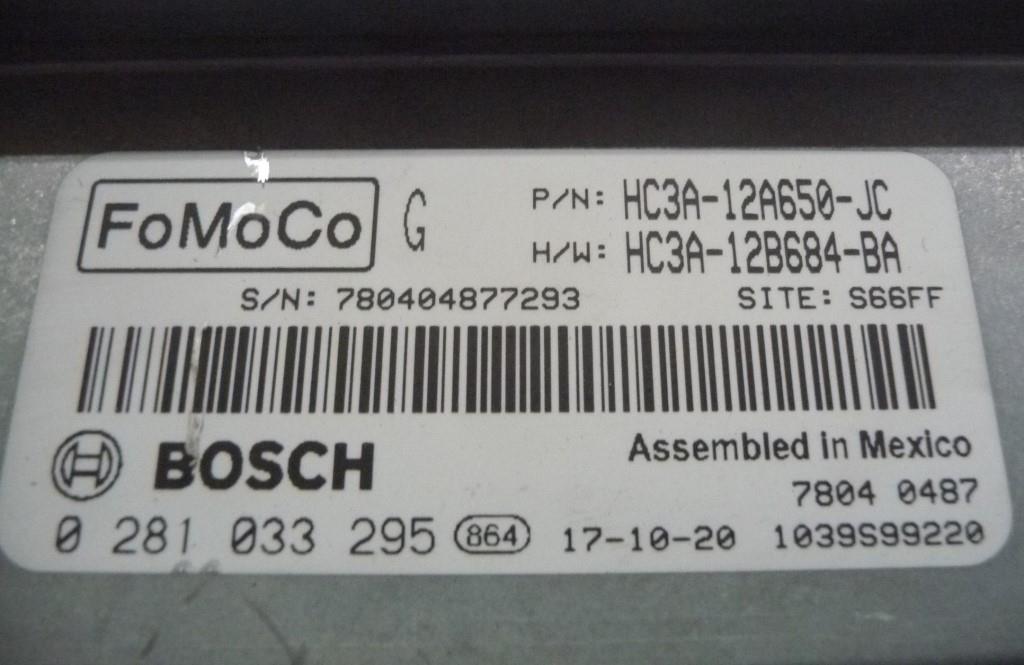 FoMoCo G P/N: HC3A-12A650-JC
H/W: HC3A-12B684-BA
S/N: 780404877293 SITE: S66FF
BOSCH Assembled in Mexico
7804 0487
0 281 033 295 864 17-10-20 1039S99220